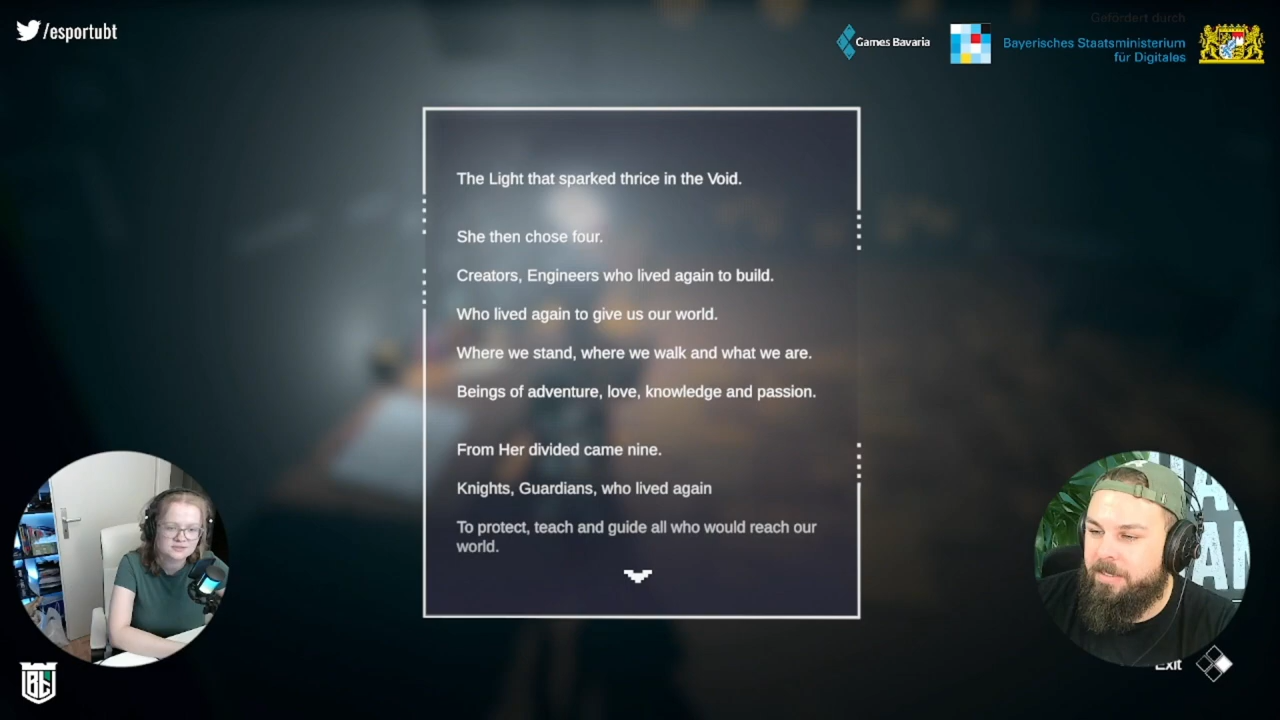 /esportubt
Gefördert durch
Games Bavaria
Bayerisches Staatsministerium
für Digitales
The Light that sparked thrice in the Void.
She then chose four.
Creators, Engineers who lived again to build.
Who lived again to give us our world.
Where we stand, where we walk and what we are.
Beings of adventure, love, knowledge and passion.
From Her divided came nine.
Knights, Guardians, who lived again
To protect, teach and guide all who would reach our
world.
Exit